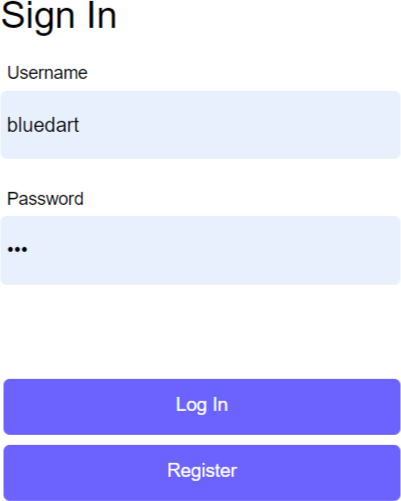 Sign In
Username
bluedart
Password
•••
Log In
Register